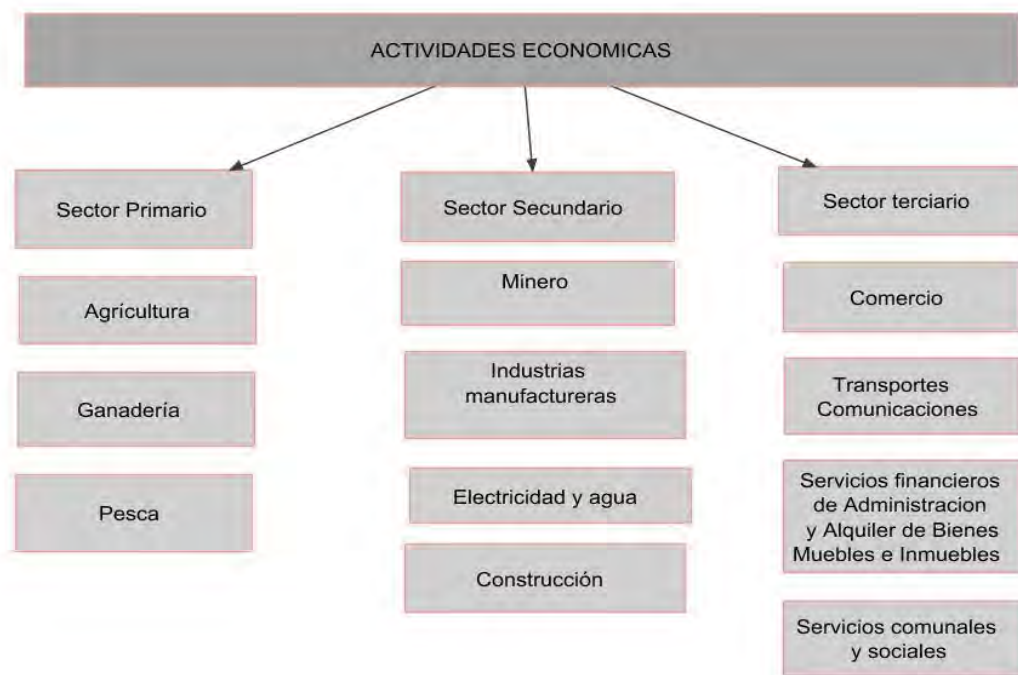 ACTIVIDADES ECONOMICAS
Sector Primario
Agrícultura
Ganadería
Pesca
Sector Secundario
Minero
Industrias
manufactureras
Electricidad y agua
Construcción
Sector terciario
Comercio
Transportes
Comunicaciones
Servicios financieros
de Administracion
y Alquiler de Bienes
Muebles e Inmuebles
Servicios comunales
y sociales